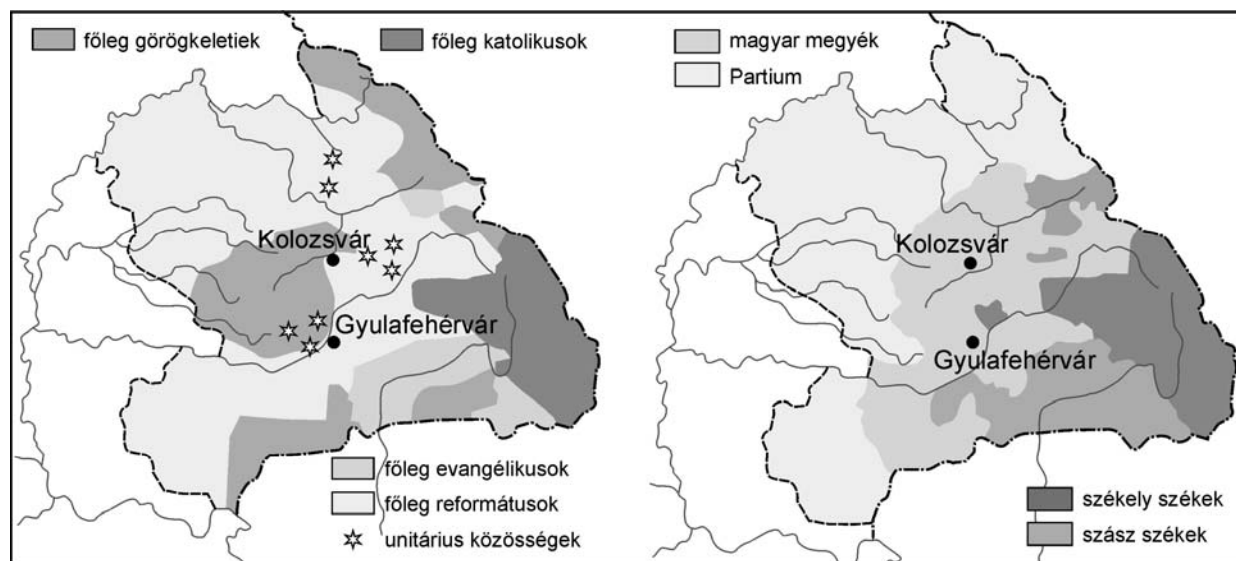 főleg görögkeletiek
főleg katolikusok
Kolozsvár
Gyulafehérvár
főleg evangélikusok
főleg reformátusok
unitárius közösségek
magyar megyék
Partium
Kolozsvár
Gyulafehérvár
székely székek
szász székek